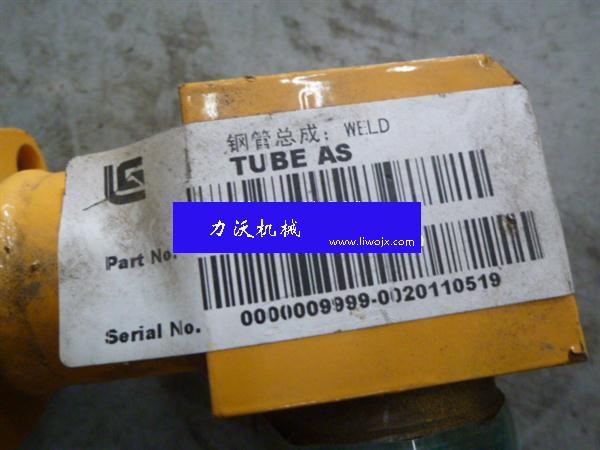 钢管总成：WELD
TUBE AS
LG
力沃机械
www.liwojx.com
Part No.
Serial No.
0000009999-0020110519